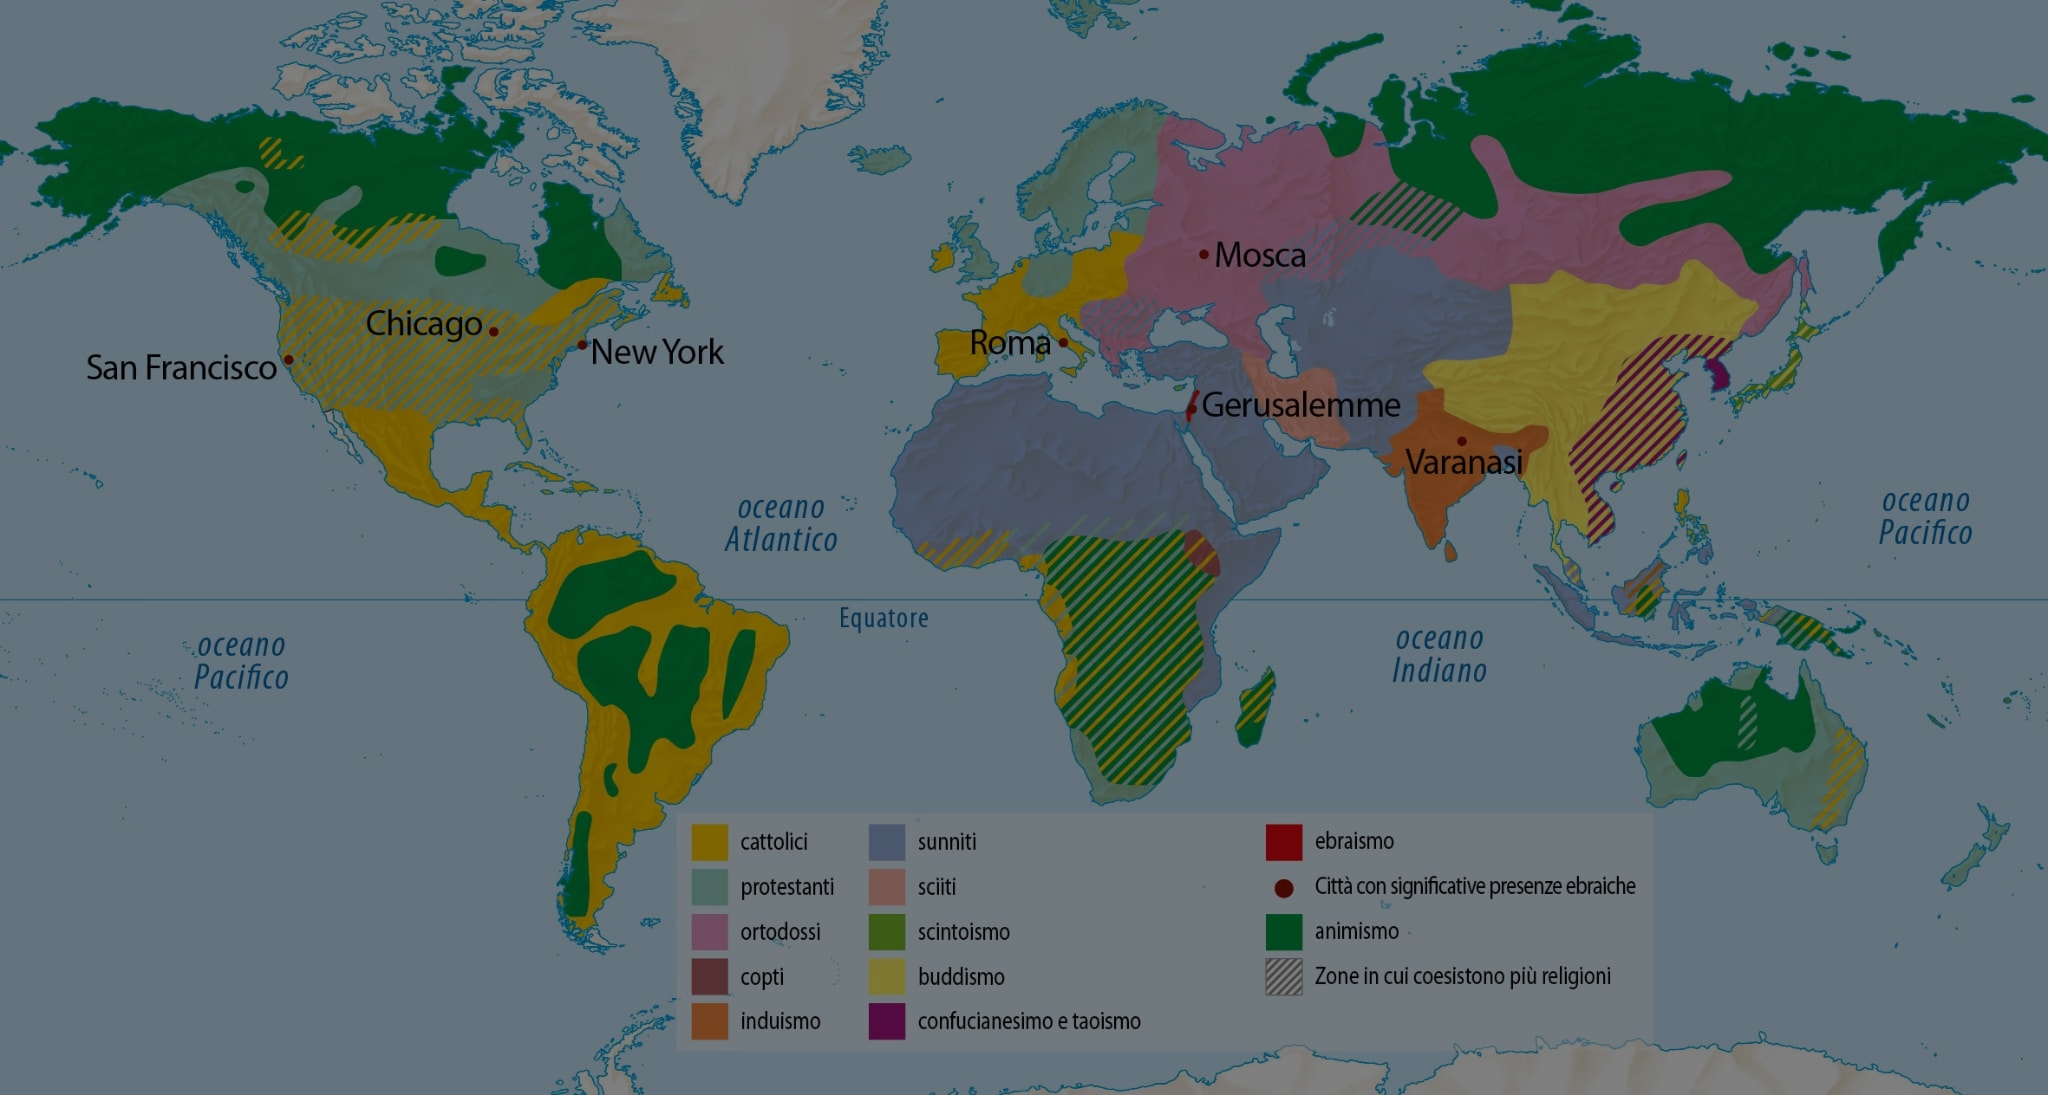 Mosca
Chicago
New York
San Francisco
Roma
Gerusalemme
Varanasi
oceano
Atlantico
oceano
Pacifico
Equatore
oceano
Pacifico
oceano
Indiano
cattolici
protestanti
ortodossi
copti
induismo
sunniti
sciiti
scintoismo
buddismo
confucianesimo e taoismo
ebraismo
Città con significative presenze ebraiche
animismo
Zone in cui coesistono più religioni